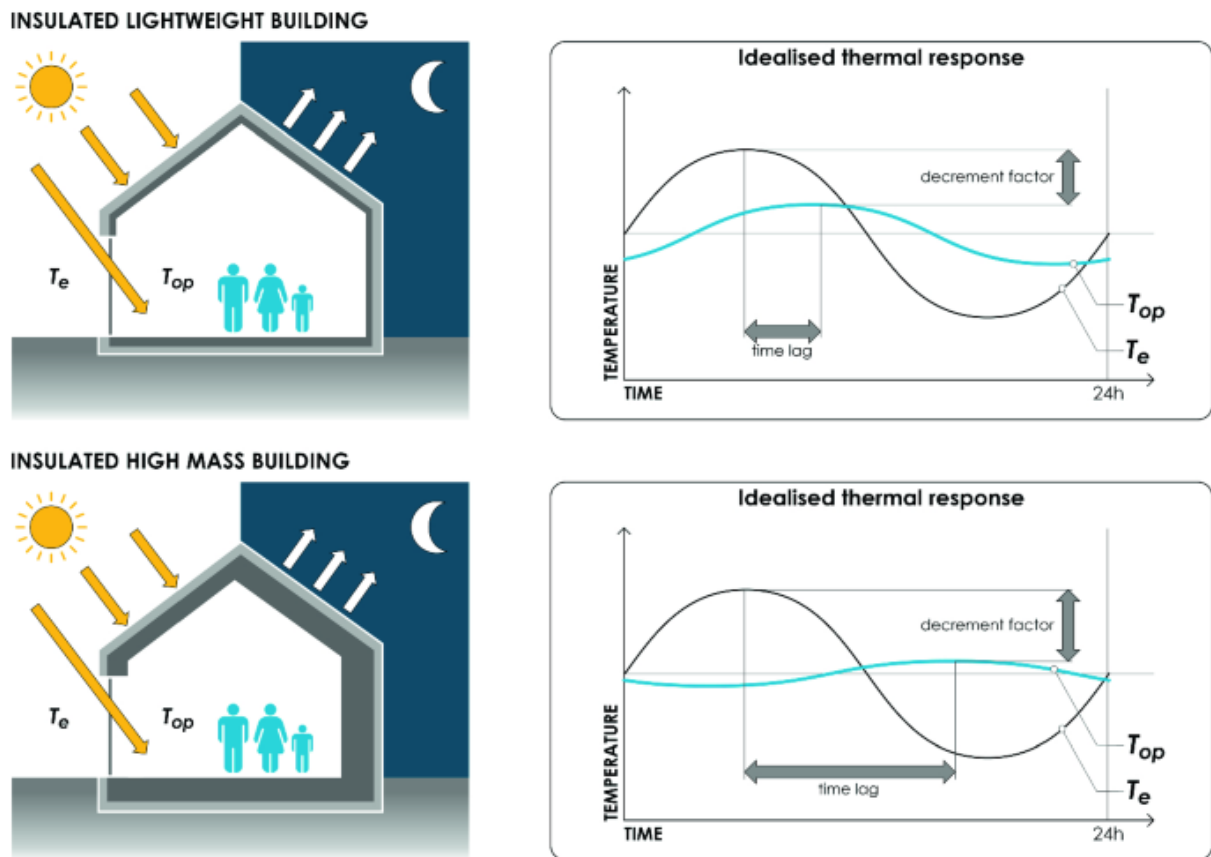 INSULATED LIGHTWEIGHT BUILDING
Te
Top
Idealised thermal response
decrement factor
TEMPERATURE
time lag
Top
Te
TIME
24h
INSULATED HIGH MASS BUILDING
Te
Top
Idealised thermal response
decrement factor
TEMPERATURE
time lag
Top
Te
TIME
24h